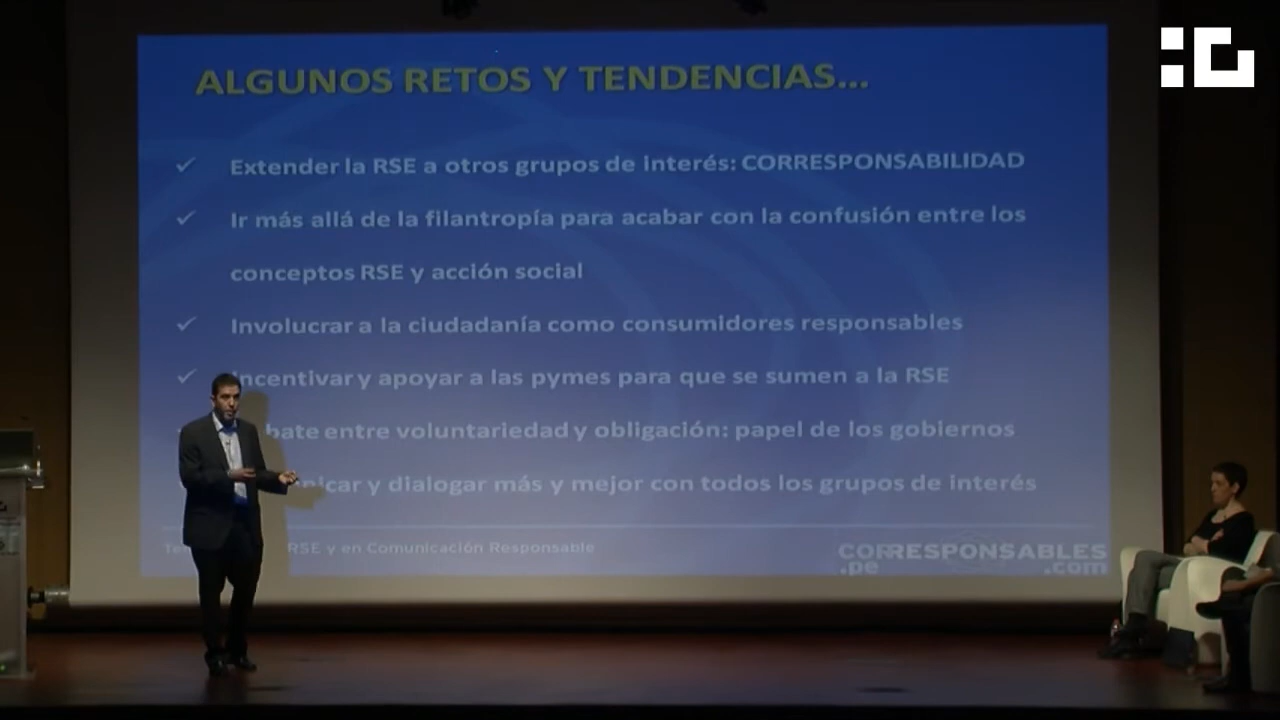 ALGUNOS RETOS Y TENDENCIAS...
Extender la RSE a otros grupos de interés: CORRESPONSABILIDAD
Ir más allá de la filantropía para acabar con la confusión entre los
conceptos RSE y acción social
Involucrar a la ciudadanía como consumidores responsables
incentivar y apoyar a las pymes para que se sumen a la RSE
bate entre voluntariedad y obligación: papel de los gobiernos
nicar y dialogar más y mejor con todos los grupos de interés
RSE y en Comunicación Responsable
CORRESPONSABLES
.pe .com